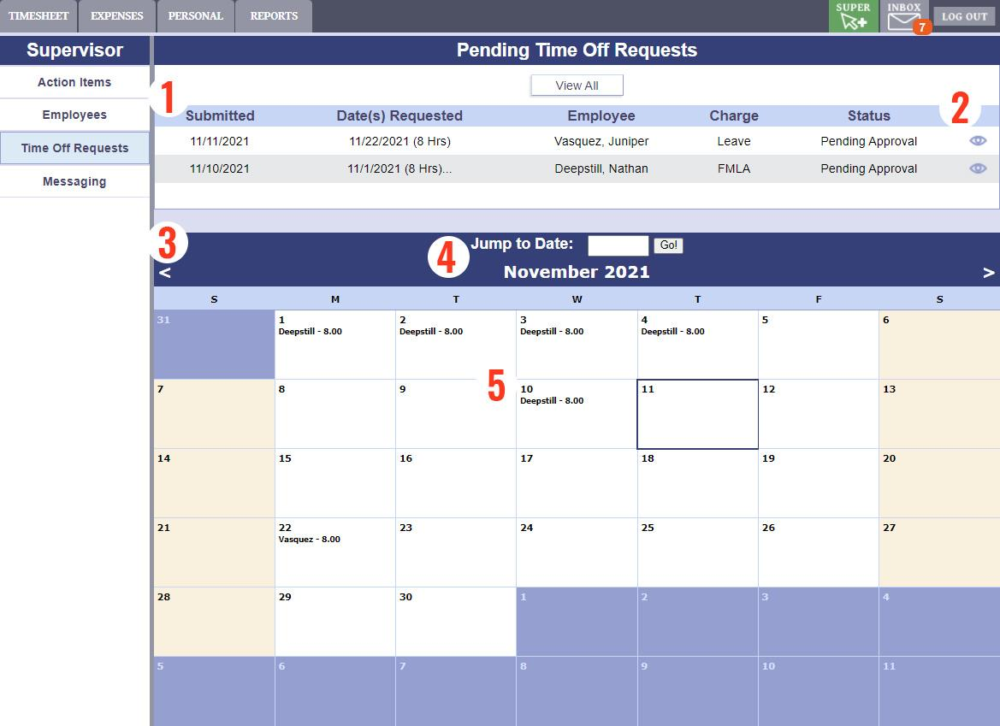 TIMESHEET EXPENSES PERSONAL REPORTS SUPER INBOX 7 LOG OUT
Supervisor
Action Items
Employees
Time Off Requests
Messaging
Pending Time Off Requests
View All
1 2
Submitted Date(s) Requested Employee Charge Status
11/11/2021 11/22/2021 (8 Hrs) Vasquez, Juniper Leave Pending Approval
11/10/2021 11/1/2021 (8 Hrs)... Deepstill, Nathan FMLA Pending Approval
3 4 Jump to Date: Go!
< November 2021 >
S M T W T F S
31 1 2 3 4 5 6
Deepstill - 8.00 Deepstill - 8.00 Deepstill - 8.00 Deepstill - 8.00
5
7 8 9 10 11 12 13
Deepstill - 8.00
14 15 16 17 18 19 20
21 22 23 24 25 26 27
Vasquez - 8.00
28 29 30 1 2 3 4
5 6 7 8 9 10 11